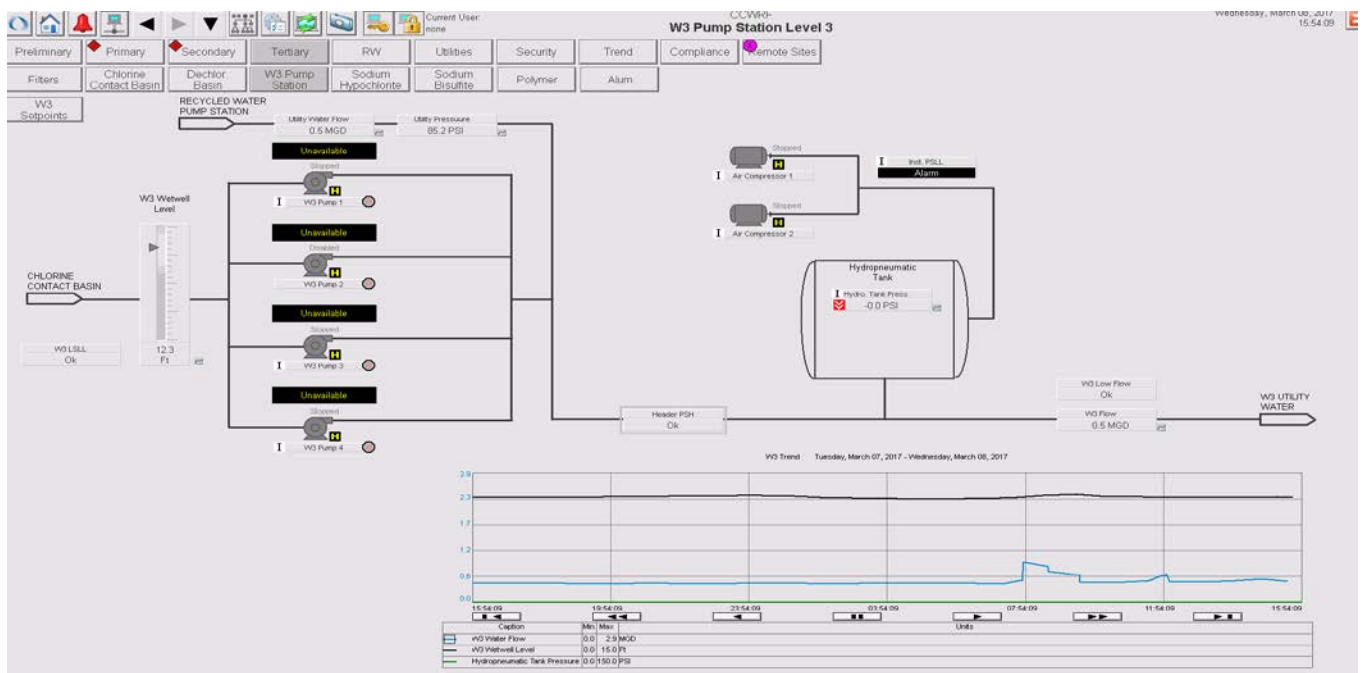 Current User:
none
CCWRF
W3 Pump Station Level 3
Wednesday, March 08, 2017
15:54:09
Preliminary
Primary
Secondary
Tertiary
RW
Utilities
Security
Trend
Compliance
Remote Sites
Filters
Chlorine
Contact Basin
Dechlor
Basin
W3 Pump
Station
Sodium
Hypochlorite
Sodium
Bisulfite
Polymer
Alum
W3
Setpoints
RECYCLED WATER
PUMP STATION
Utility Water Flow
0.5 MGD
Utility Pressuure
85.2 PSI
Unavailable
Stopped
I W3 Pump 1
H
Unavailable
Disabled
W3 Pump 2
H
Unavailable
Stopped
I W3 Pump 3
H
Unavailable
Stopped
I W3 Pump 4
H
W3 Wetwell
Level
CHLORINE
CONTACT BASIN
W3 LSLL
Ok
12.3
Ft
Stopped
H
I Air Compressor 1
Stopped
H
I Air Compressor 2
I Inst. PSLL
Alarm
Hydropneumatic
Tank
I Hydro. Tank Press
-0.0 PSI
Header PSH
Ok
W3 Low Flow
Ok
W3 Flow
0.5 MGD
W3 UTILITY
WATER
W3 Trend Tuesday, March 07, 2017 - Wednesday, March 08, 2017
2.9
2.3
1.7
1.2
0.6
0.0
15:54:09 19:54:09 23:54:09 03:54:09 07:54:09 11:54:09 15:54:09
Caption Min Max Units
W3 Water Flow 0.0 2.9 MGD
W3 Wetwell Level 0.0 15.0 Ft
Hydropneumatic Tank Pressure 0.0 150.0 PSI